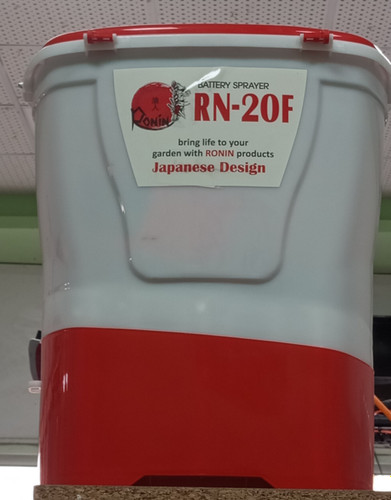 BATTERY SPRAYER
RONIN
RN-20F
bring life to your
garden with RONIN products
Japanese Design